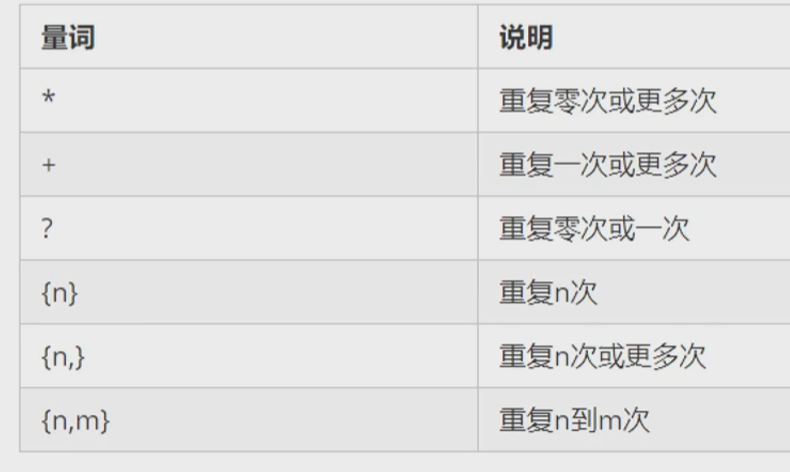 量词 说明
* 重复零次或更多次
+ 重复一次或更多次
? 重复零次或一次
{n} 重复n次
{n,} 重复n次或更多次
{n,m} 重复n到m次